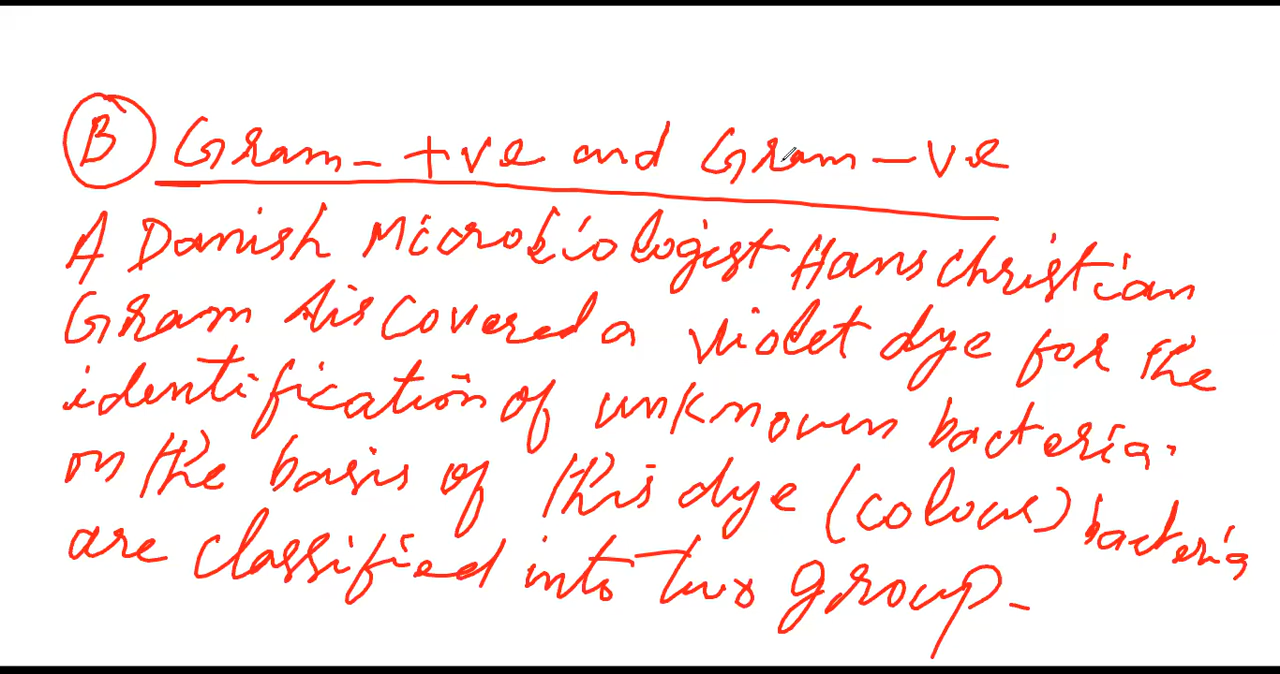 B Gram- +ve and Gram -ve
A Danish Microbiologist Hans christian
Gram discovered a violet dye for the
identification of unknown bacteria.
on the basis of this dye (colour) bacteria
are classified into two group.